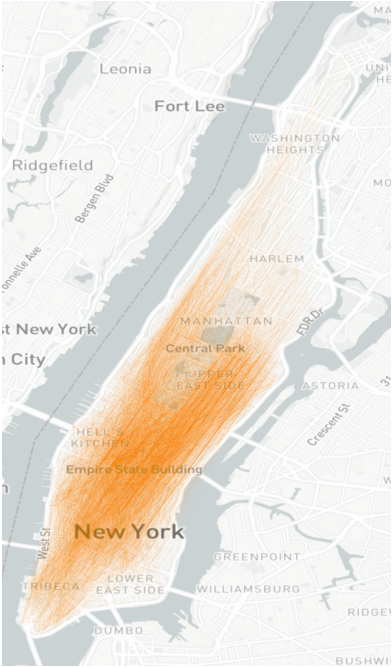 MA
Leonia
UNI
HE
Fort Lee
WASHINGTON
HEIGHTS
Ridgefield
MO
Bergen Blvd
onnelle Ave
HARLEM
MANHATTAN
FDR Dr
st New York
Central Park
n City
UPPER
EAST SIDE
ASTORIA
31
Crescent St
HELL'S
KITCHEN
Empire State Building
W
n
New York
West St
GREENPOINT
TRIBECA
LOWER
EAST SIDE
WILLIAMSBURG
RIDGEW
DUMBO
BUSHWI